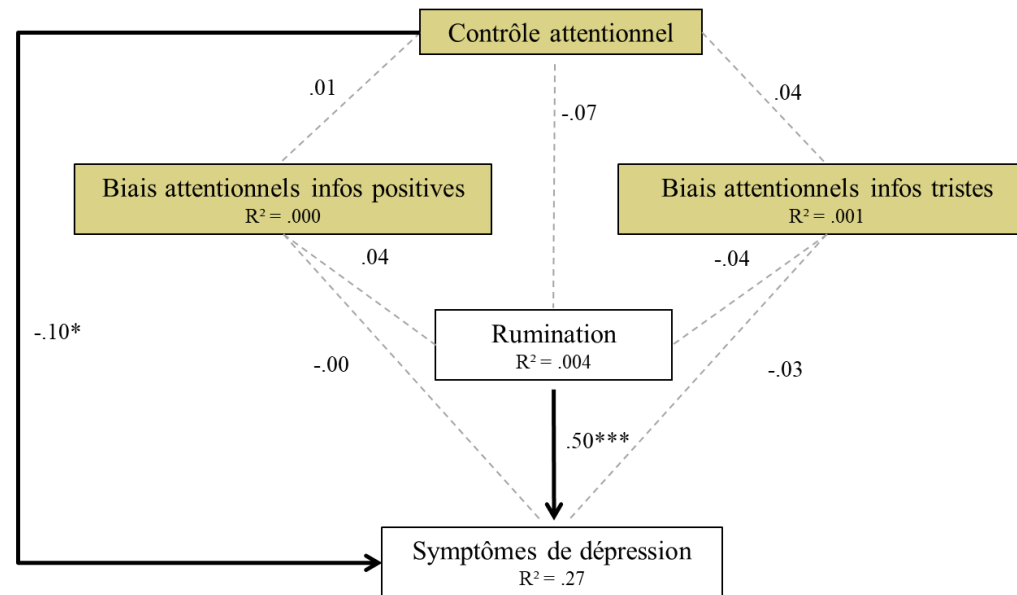 Contrôle attentionnel
.01
-.07
.04
Biais attentionnels infos positives
R² = .000
Biais attentionnels infos tristes
R² = .001
.04
-.04
-.10*
Rumination
R² = .004
-.00
-.03
.50***
Symptômes de dépression
R² = .27